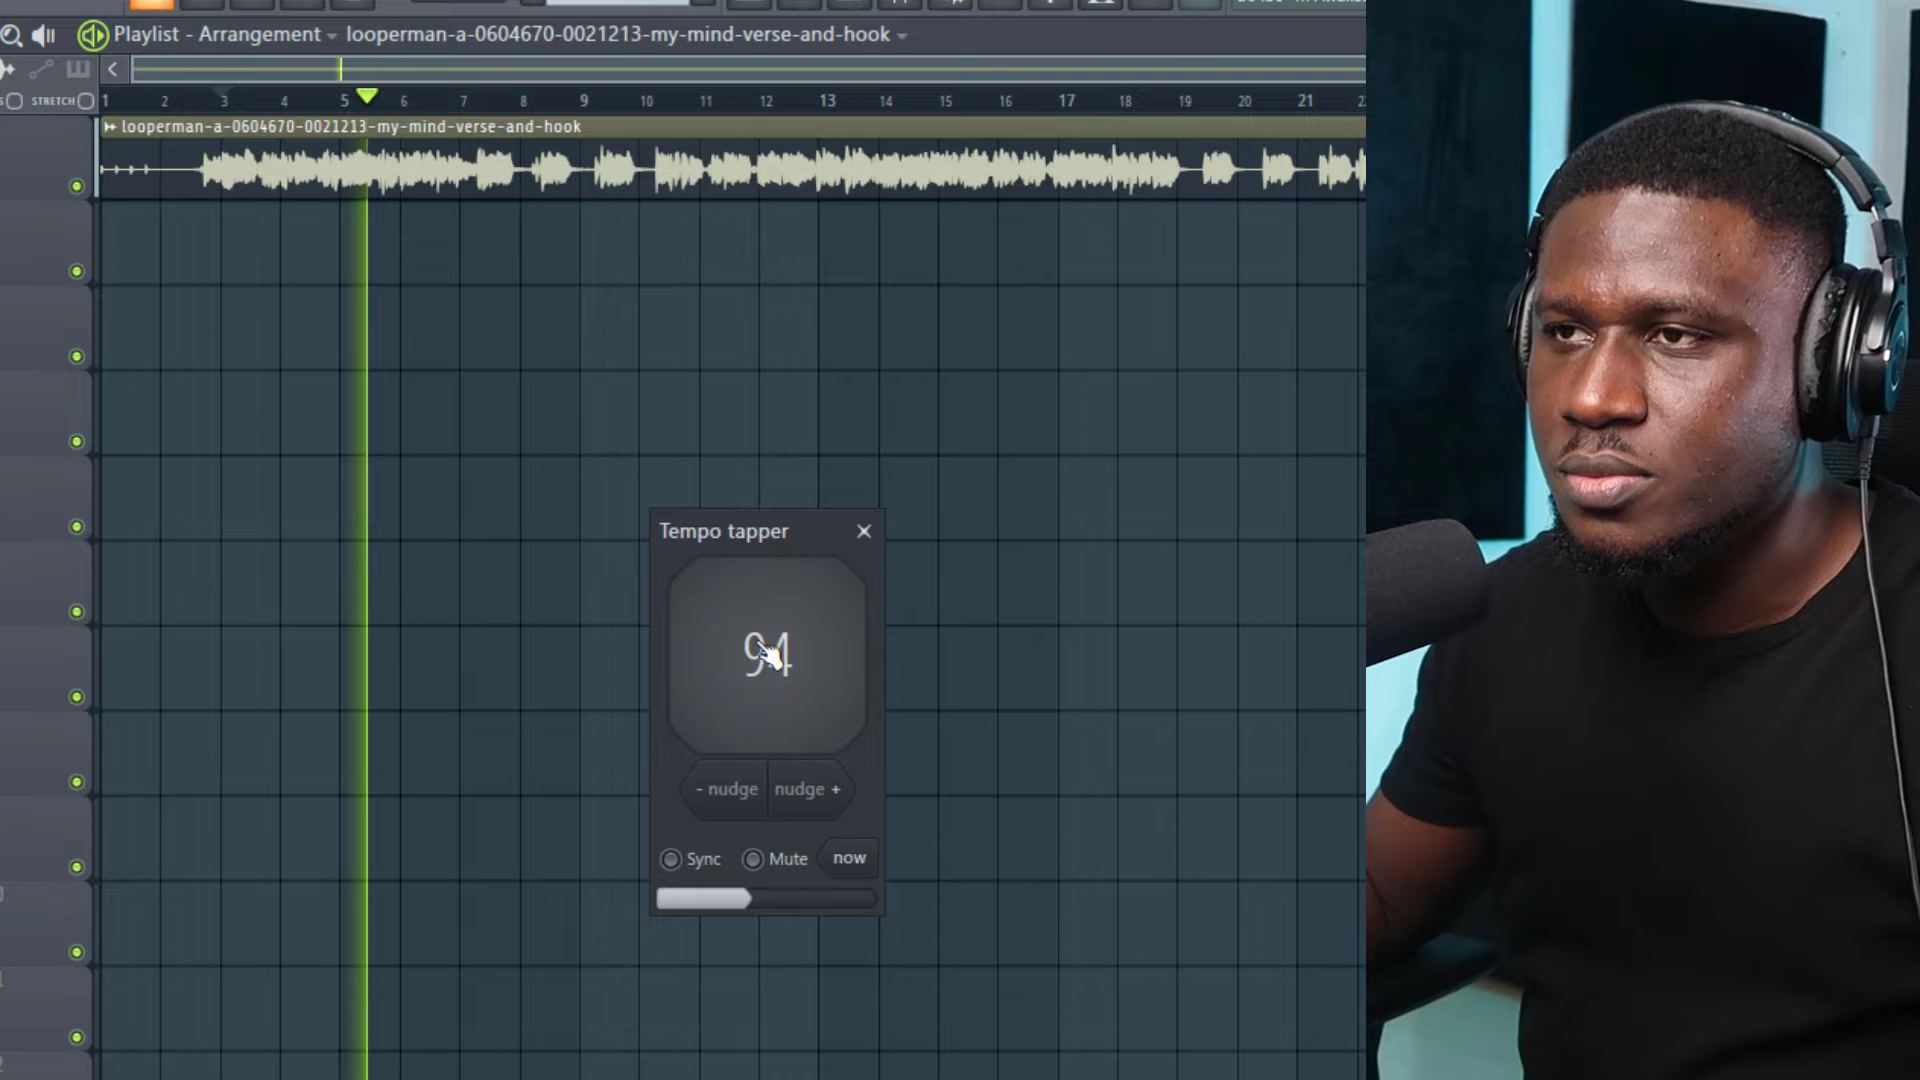 Playlist - Arrangement looperman-a-0604670-0021213-my-mind-verse-and-hook
STRETCH 1 2 3 4 5 6 7 8 9 10 11 12 13 14 15 16 17 18 19 20 21
looperman-a-0604670-0021213-my-mind-verse-and-hook
Tempo tapper
94
- nudge nudge +
Sync Mute now